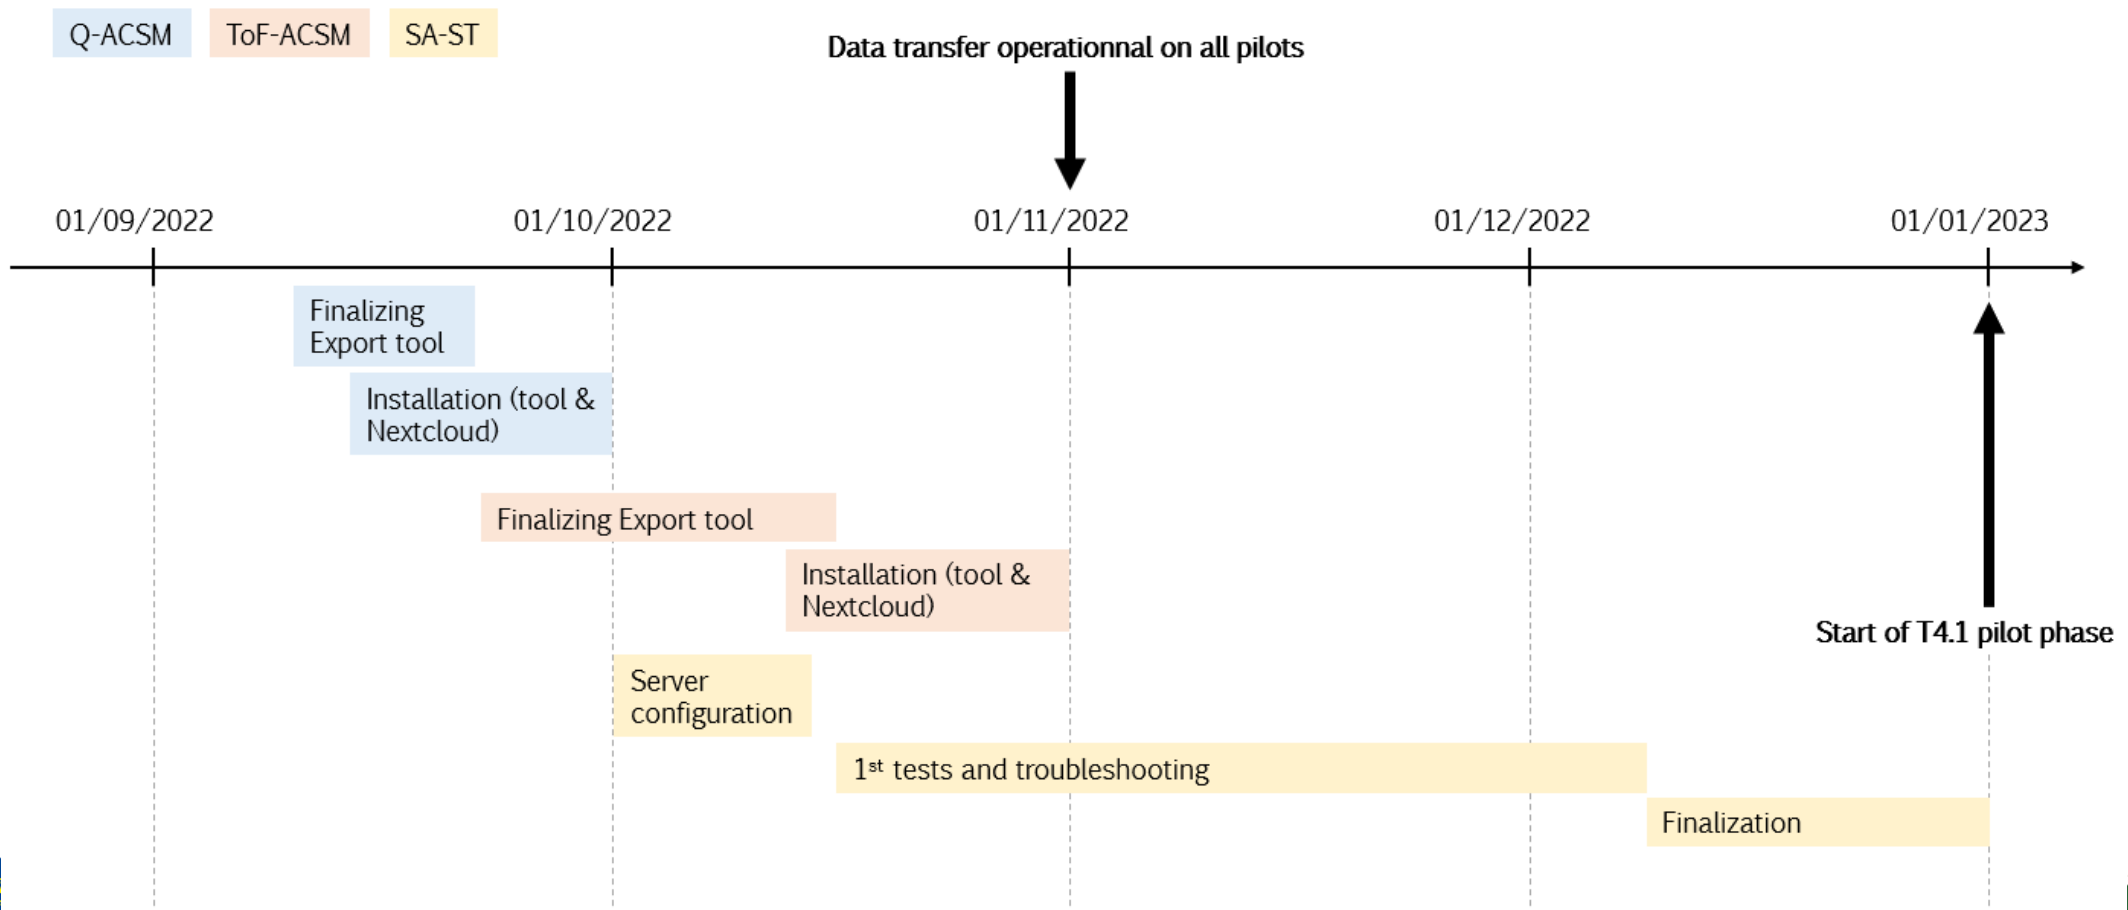 Q-ACSM
ToF-ACSM
SA-ST
Data transfer operationnal on all pilots
01/09/2022
01/10/2022
01/11/2022
01/12/2022
01/01/2023
Finalizing
Export tool
Installation (tool &
Nextcloud)
Finalizing Export tool
Installation (tool &
Nextcloud)
Start of T4.1 pilot phase
Server
configuration
1st tests and troubleshooting
Finalization